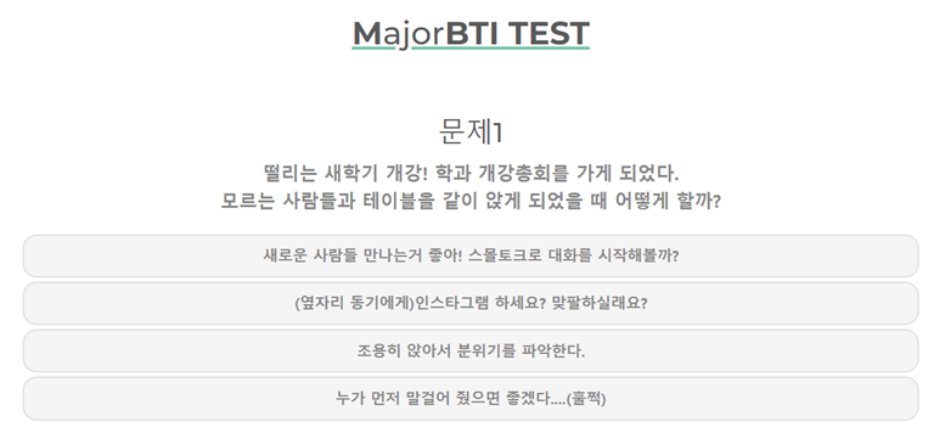 MajorBTI TEST
문제1
떨리는 새학기 개강! 학과 개강총회를 가게 되었다.
모르는 사람들과 테이블을 같이 앉게 되었을 때 어떻게 할까?
새로운 사람들 만나는거 좋아! 스몰토크로 대화를 시작해볼까?
(옆자리 동기에게)인스타그램 하세요? 맞팔하실래요?
조용히 앉아서 분위기를 파악한다.
누가 먼저 말걸어 줬으면 좋겠다....(훌쩍)